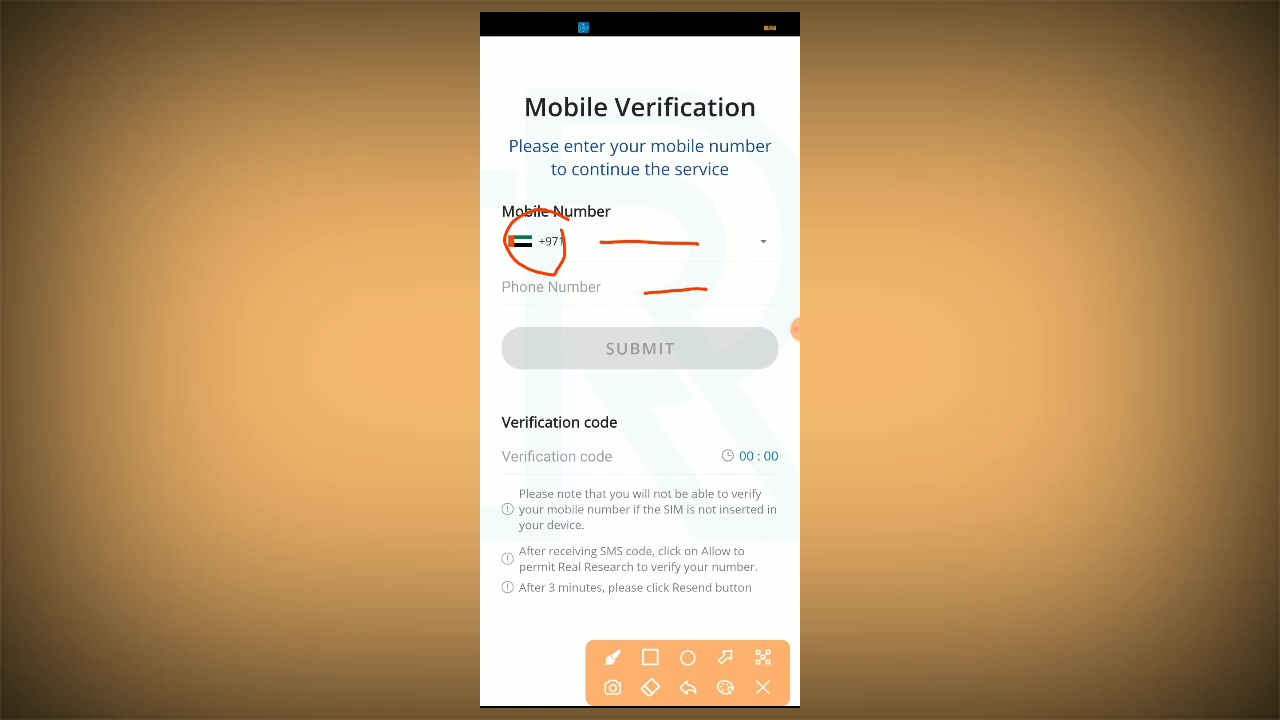 Mobile Verification
Please enter your mobile number
to continue the service
Mobile Number
+971
Phone Number
SUBMIT
Verification code
Verification code 00 : 00
Please note that you will not be able to verify
your mobile number if the SIM is not inserted in
your device.
After receiving SMS code, click on Allow to
permit Real Research to verify your number.
After 3 minutes, please click Resend button